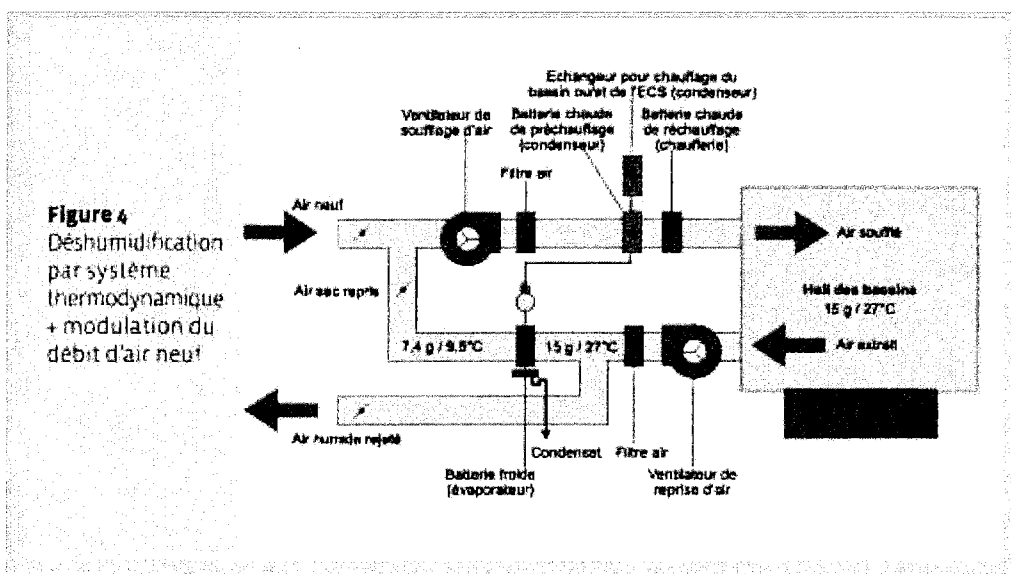 Figure 4
Déshumidification
par système
thermodynamique
+ modulation du
débit d'air neuf
Echangeur pour chauffage du
bassin ou/et de l'ECS (condenseur)
Ventilateur de
soufflage d'air
Batterie chaude
de préchauffage
(condenseur)
Batterie chaude
de réchauffage
(chaufferie)
Filtre air
Air neuf
Air soufflé
Air sec repris
Hall des bassins
15 g / 27°C
7,4 g / 9,5°C
15 g / 27°C
Air extrait
Air humide rejeté
Condensat
Filtre air
Batterie froide
(évaporateur)
Ventilateur de
reprise d'air